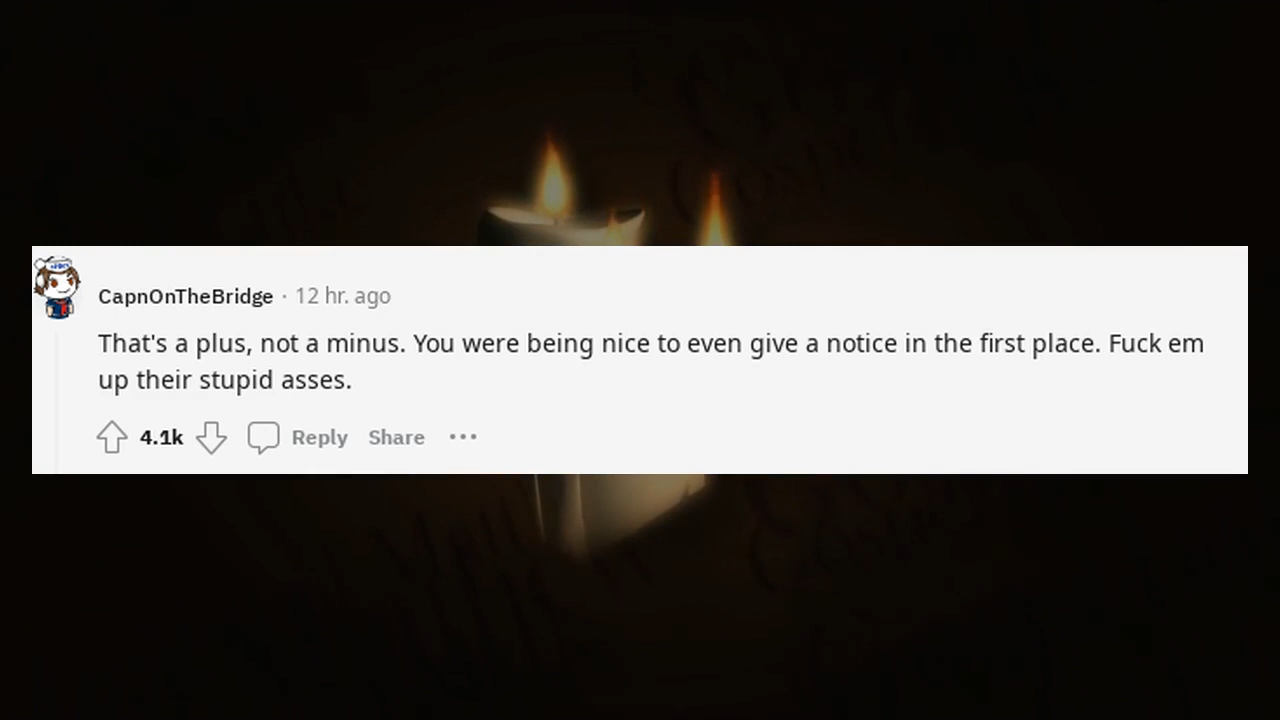 CapnOnTheBridge · 12 hr. ago
That's a plus, not a minus. You were being nice to even give a notice in the first place. Fuck em
up their stupid asses.
4.1k Reply Share ···